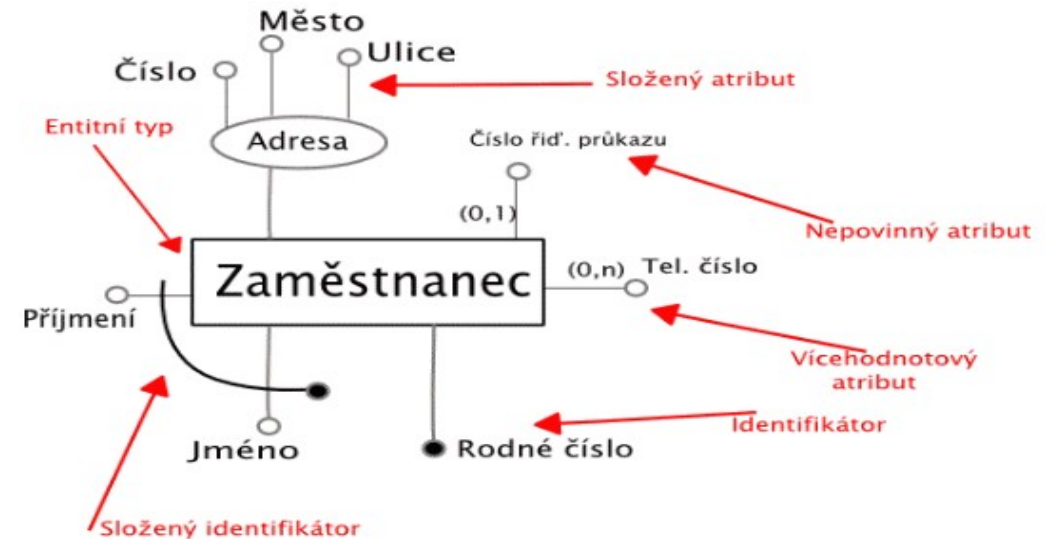 Město
Ulice
Číslo
Složený atribut
Entitní typ
Adresa
Číslo řiď. průkazu
(0,1)
Nepovinný atribut
Zaměstnanec
(0,n) Tel. číslo
Příjmení
Vícehodnotový
atribut
Identifikátor
Jméno
Rodné číslo
Složený identifikátor